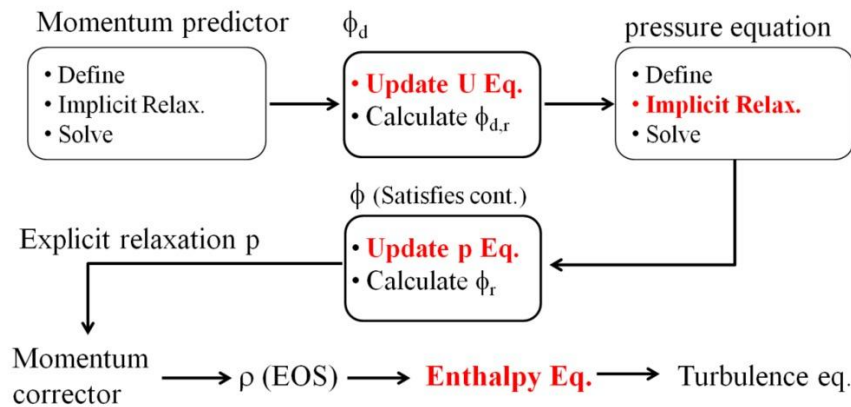 Momentum predictor
• Define
• Implicit Relax.
• Solve
ϕd
• Update U Eq.
• Calculate ϕd,r
pressure equation
• Define
• Implicit Relax.
• Solve
ϕ (Satisfies cont.)
• Update p Eq.
• Calculate ϕr
Explicit relaxation p
Momentum
corrector
ρ (EOS)
Enthalpy Eq.
Turbulence eq.